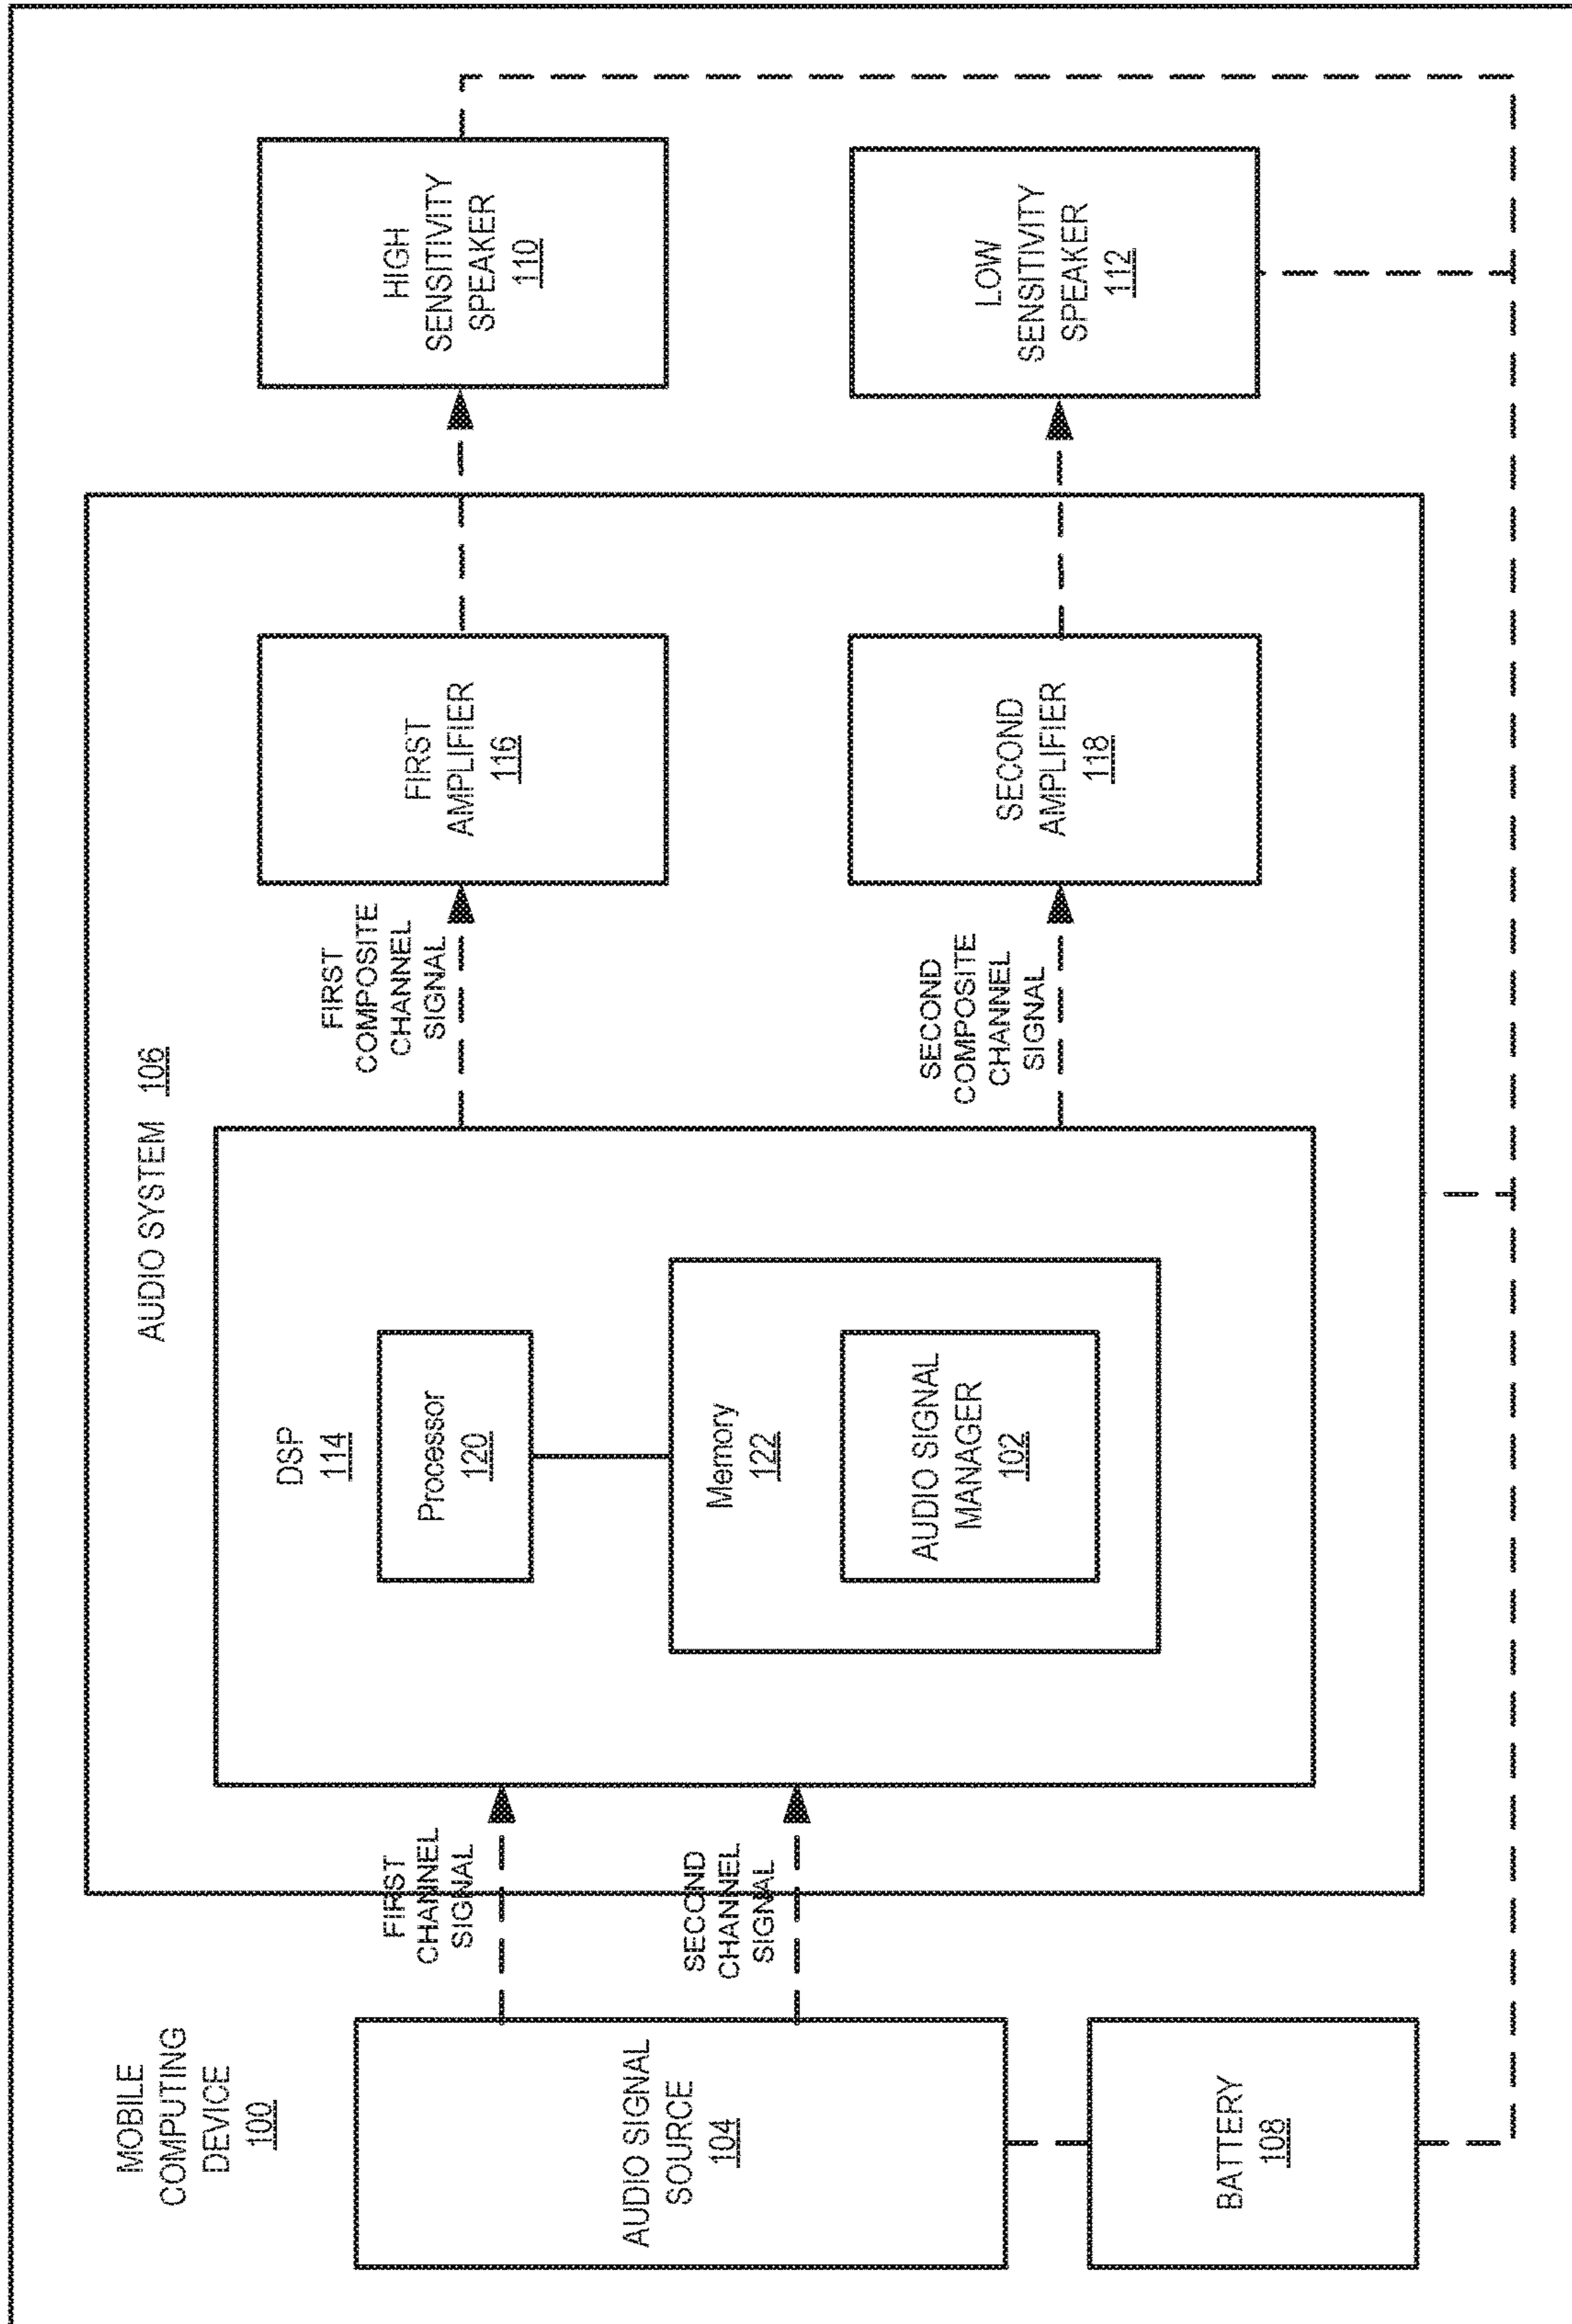 MOBILE
COMPUTING
DEVICE
100
AUDIO SIGNAL
SOURCE
104
BATTERY
108
FIRST
CHANNEL
SIGNAL
SECOND
CHANNEL
SIGNAL
AUDIO SYSTEM 106
DSP
114
Processor
120
Memory
122
AUDIO SIGNAL
MANAGER
102
FIRST
COMPOSITE
CHANNEL
SIGNAL
SECOND
COMPOSITE
CHANNEL
SIGNAL
FIRST
AMPLIFIER
116
SECOND
AMPLIFIER
118
HIGH
SENSITIVITY
SPEAKER
110
LOW
SENSITIVITY
SPEAKER
112